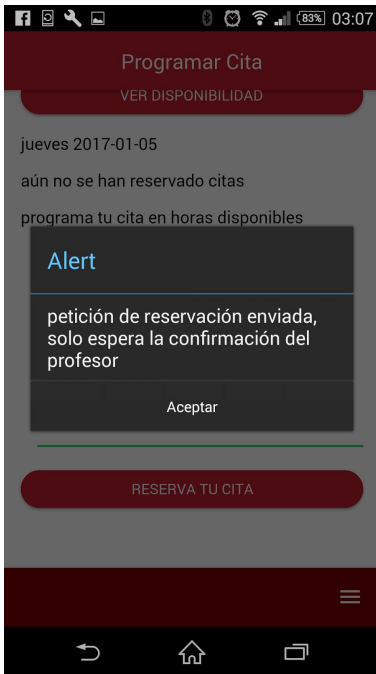 83% 03:07
Programar Cita
VER DISPONIBILIDAD
jueves 2017-01-05
aún no se han reservado citas
programa tu cita en horas disponibles
Alert
petición de reservación enviada,
solo espera la confirmación del
profesor
Aceptar
RESERVA TU CITA